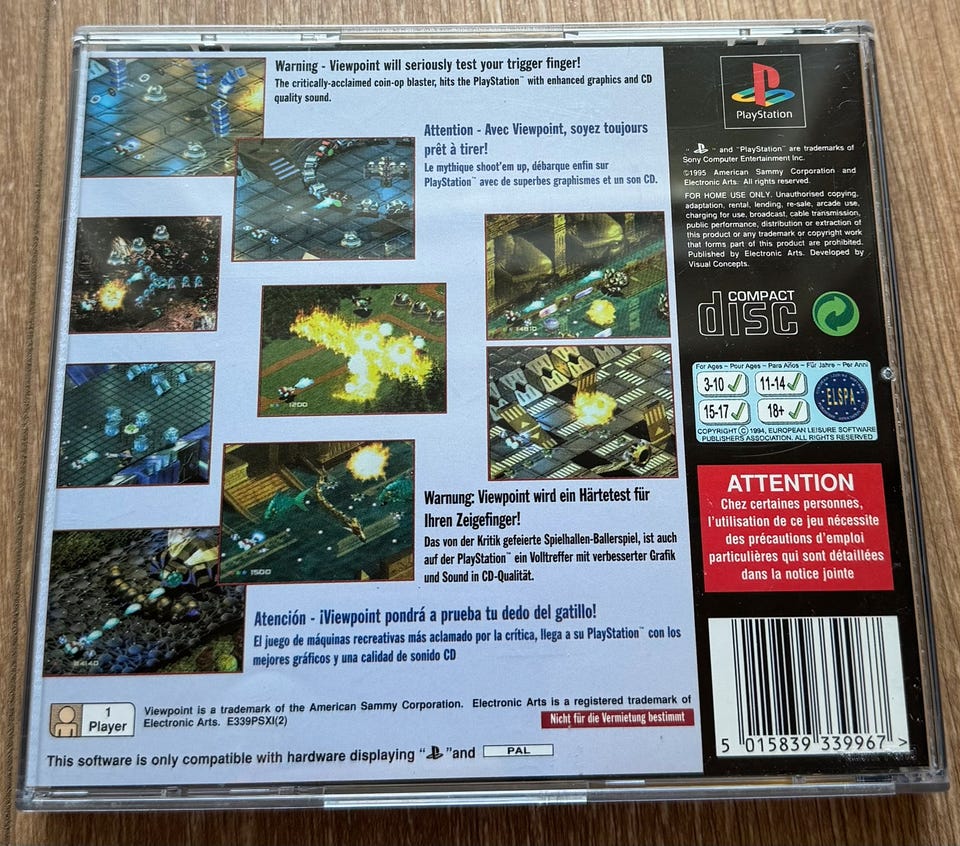 Warning - Viewpoint will seriously test your trigger finger!
The critically-acclaimed coin-op blaster, hits the PlayStation™ with enhanced graphics and CD
quality sound.
Attention - Avec Viewpoint, soyez toujours
prêt à tirer!
Le mythique shoot'em up, débarque enfin sur
PlayStation™ avec de superbes graphismes et un son CD.
14810
1200
1500
84140
Warnung: Viewpoint wird ein Härtetest für
Ihren Zeigefinger!
Das von der Kritik gefeierte Spielhallen-Ballerspiel, ist auch
auf der PlayStation™ ein Volltreffer mit verbesserter Grafik
und Sound in CD-Qualität.
Atención - ¡Viewpoint pondrá a prueba tu dedo del gatillo!
El juego de máquinas recreativas más aclamado por la crítica, llega a su PlayStation™ con los
mejores gráficos y una calidad de sonido CD
1
Player
Viewpoint is a trademark of the American Sammy Corporation. Electronic Arts is a registered trademark of
Electronic Arts. E339PSXI(2)
Nicht für die Vermietung bestimmt
This software is only compatible with hardware displaying " " and
PAL
PlayStation
" " and "PlayStation" are trademarks of
Sony Computer Entertainment Inc.
©1995 American Sammy Corporation and
Electronic Arts. All rights reserved.
FOR HOME USE ONLY. Unauthorised copying,
adaptation, rental, lending, re-sale, arcade use,
charging for use, broadcast, cable transmission,
public performance, distribution or extraction of
this product or any trademark or copyright work
that forms part of this product are prohibited.
Published by Electronic Arts. Developed by
Visual Concepts.
COMPACT
disc
For Ages ~ Pour Ages ~ Para Años ~ Für Jahre ~ Per Anni
3-10 ✓ 11-14 ✓
15-17 ✓ 18+ ✓
ELSPA
COPYRIGHT © 1994, EUROPEAN LEISURE SOFTWARE
PUBLISHERS ASSOCIATION. ALL RIGHTS RESERVED
ATTENTION
Chez certaines personnes,
l'utilisation de ce jeu nécessite
des précautions d'emploi
particulières qui sont détaillées
dans la notice jointe
5 015839 339967 >